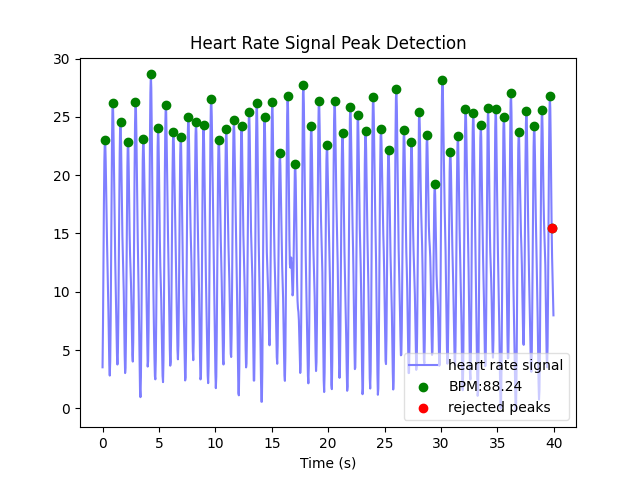 Heart Rate Signal Peak Detection
30
25
20
15
10
5
0
heart rate signal
BPM:88.24
rejected peaks
0 5 10 15 20 25 30 35 40
Time (s)